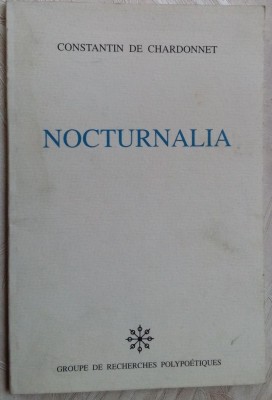 CONSTANTIN DE CHARDONNET
NOCTURNALIA
GROUPE DE RECHERCHES POLYPOÉTIQUES